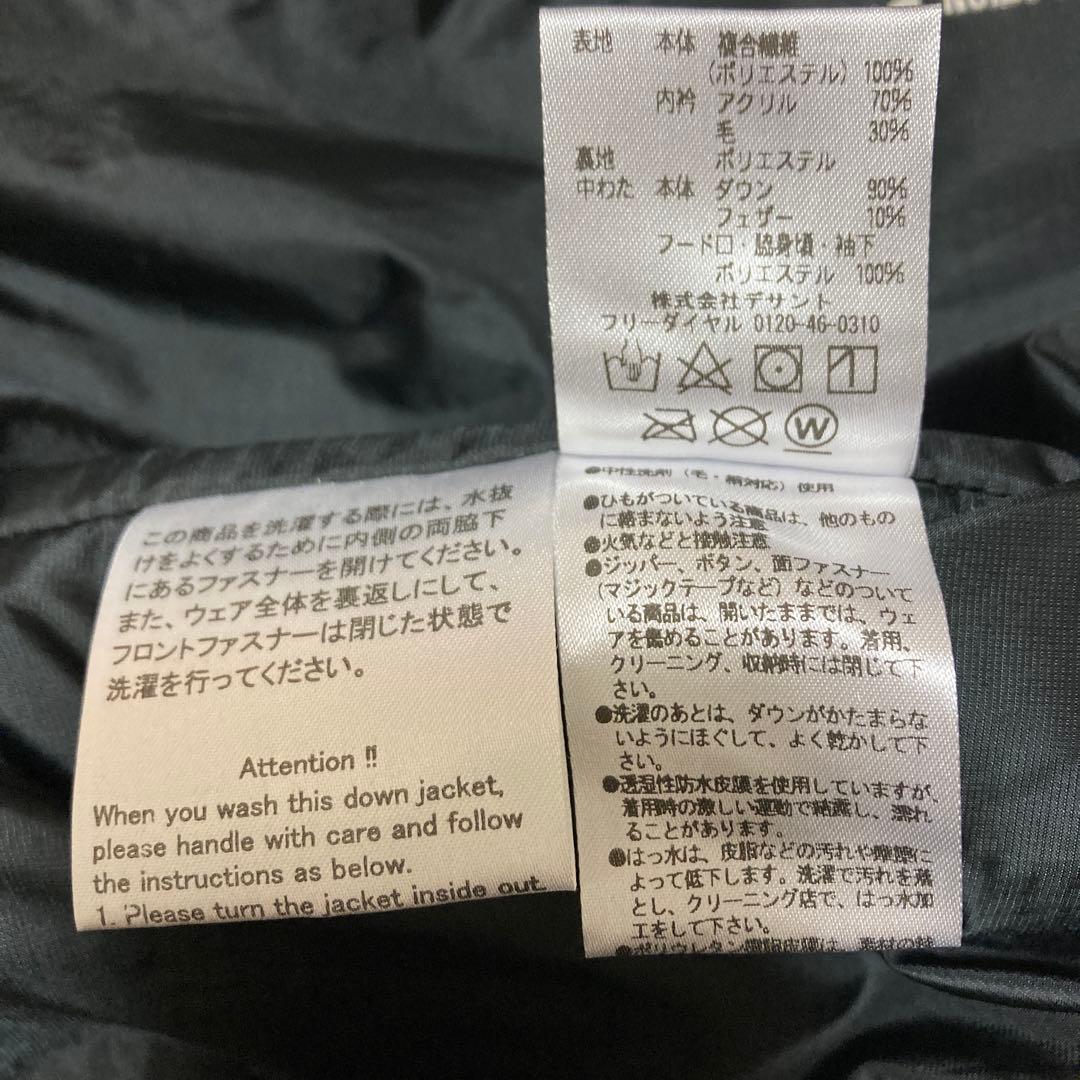 表地 本体 複合繊維
(ポリエステル) 100%
内衿 アクリル 70%
毛 30%
裏地 ポリエステル
中わた 本体 ダウン 90%
フェザー 10%
フード口・脇身頃・袖下
ポリエステル 100%
株式会社デサント
フリーダイヤル 0120-46-0310
W
●中性洗剤(毛・絹対応)使用
●ひもがついている商品は、他のもの
に絡まないよう注意
●火気などと接触注意
●ジッパー、ボタン、面ファスナー
(マジックテープなど)などのついて
いる商品は、開いたままでは、ウェ
アを傷めることがあります。着用、
クリーニング、収納時には閉じて下
さい。
●洗濯のあとは、ダウンがかたまらな
いようにほぐして、よく乾かして下
さい。
●透湿性防水皮膜を使用していますが、
着用時の激しい運動で結露し、濡れ
ることがあります。
●はっ水は、皮脂などの汚れや摩擦に
よって低下します。洗濯で汚れを落
とし、クリーニング店で、はっ水加
工をして下さい。
●ポリウレタン樹脂皮膜は、素材の
この商品を洗濯する際には、水抜
けをよくするために内側の両脇下
にあるファスナーを開けてください。
また、ウェア全体を裏返しにして、
フロントファスナーは閉じた状態で
洗濯を行ってください。
Attention !!
When you wash this down jacket,
please handle with care and follow
the instructions as below.
1. Please turn the jacket inside out.